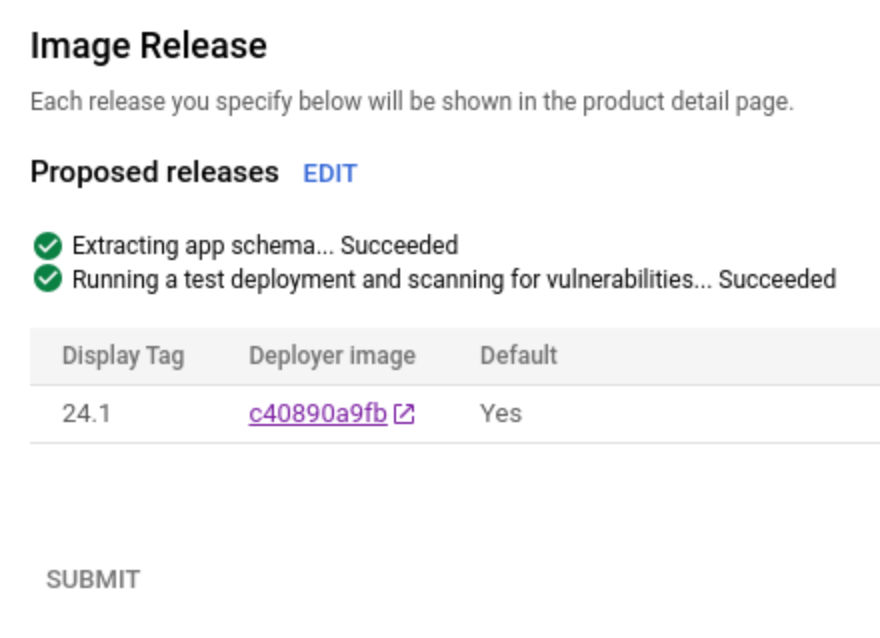 Image Release
Each release you specify below will be shown in the product detail page.
Proposed releases EDIT
Extracting app schema... Succeeded
Running a test deployment and scanning for vulnerabilities... Succeeded
Display Tag Deployer image Default
24.1 c40890a9fb Yes
SUBMIT